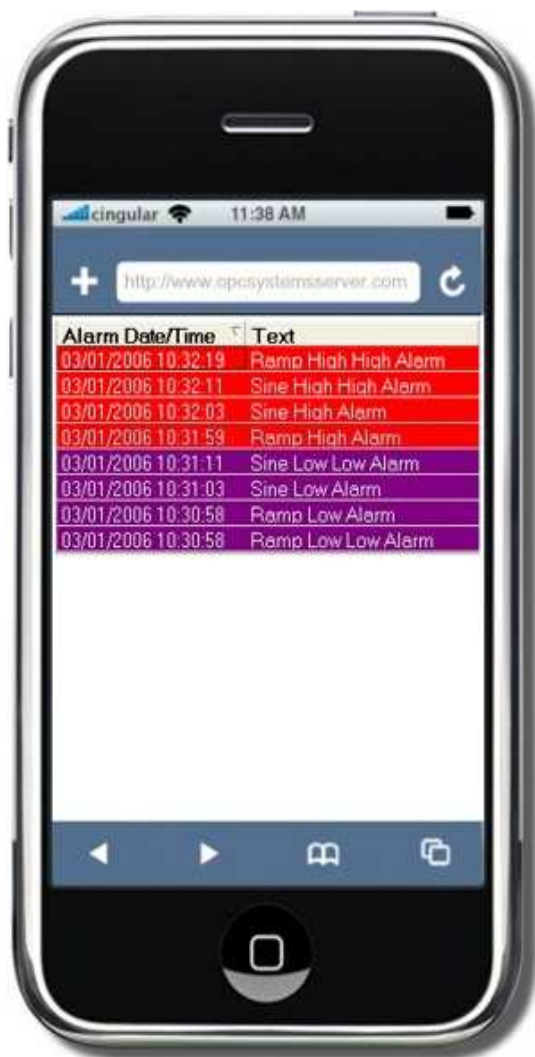 cingular 11:38 AM
http://www.opcsystemsserver.com
Alarm Date/Time Text
03/01/2006 10:32:19 Ramp High High Alarm
03/01/2006 10:32:11 Sine High High Alarm
03/01/2006 10:32:03 Sine High Alarm
03/01/2006 10:31:59 Ramp High Alarm
03/01/2006 10:31:11 Sine Low Low Alarm
03/01/2006 10:31:03 Sine Low Alarm
03/01/2006 10:30:58 Ramp Low Alarm
03/01/2006 10:30:58 Ramp Low Low Alarm